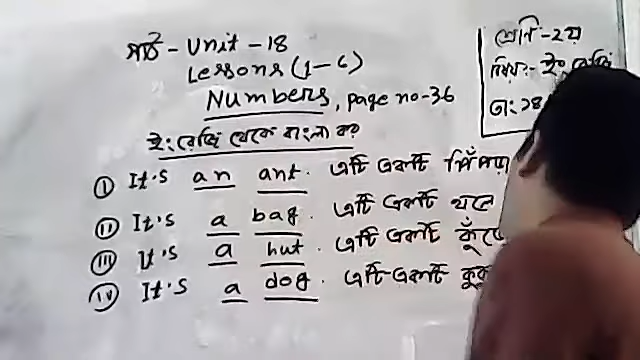 পাঠ - Unit - 18
Lessons (1-6)
Numbers, page no-36
ইংরেজি থেকে বাংলা কর
শ্রেণি - ২য়
বিষয় :- ইংরেজি
তাং
(i) It's an ant. এটি একটি পিঁপড়া
(ii) It's a bag. এটি একটি থলে
(iii) It's a hut. এটি একটি কুঁড়ে
(iv) It's a dog. এটি-একটি